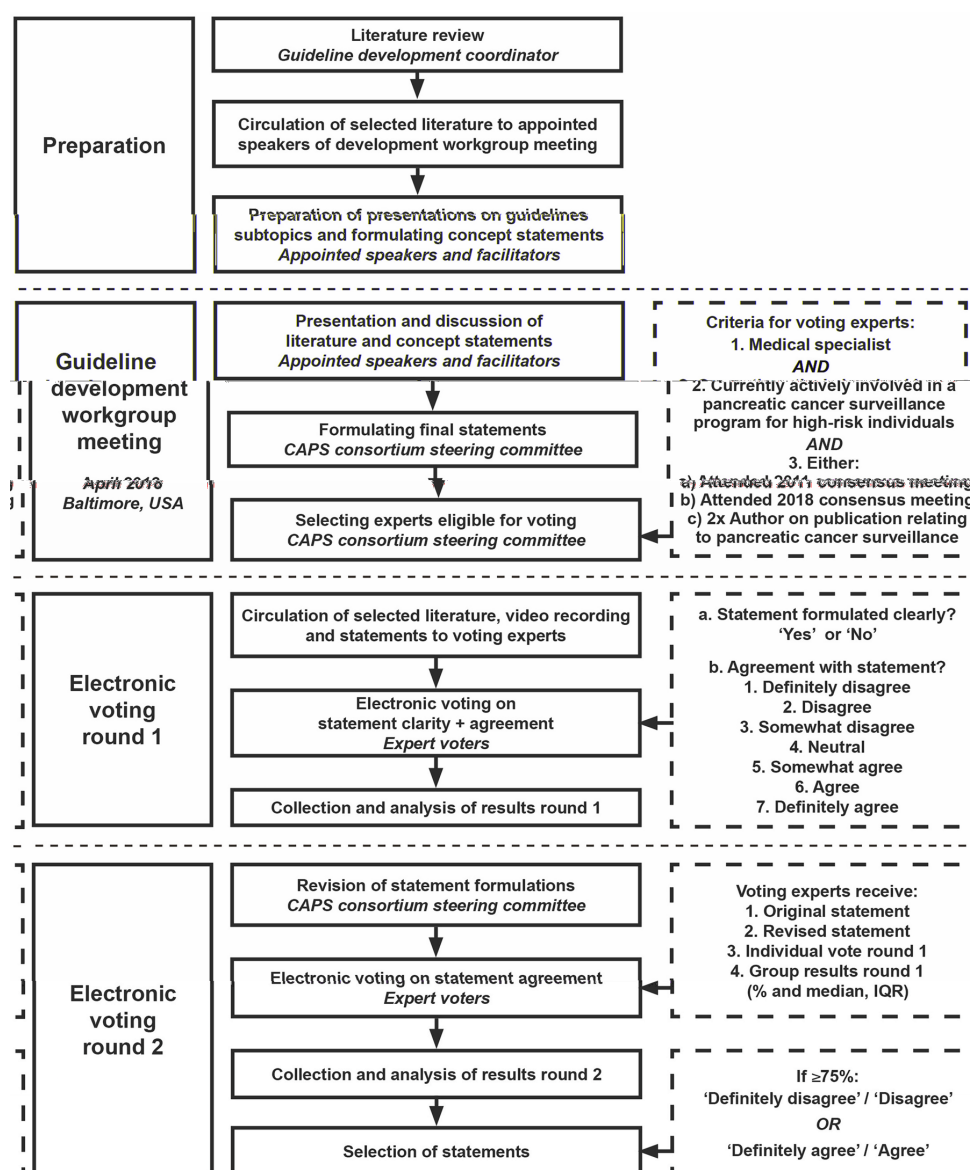 Preparation
Literature review
Guideline development coordinator
Circulation of selected literature to appointed
speakers of development workgroup meeting
Preparation of presentations on guidelines
subtopics and formulating concept statements
Appointed speakers and facilitators
Guideline
development
workgroup
meeting
April 2018
Baltimore, USA
Presentation and discussion of
literature and concept statements
Appointed speakers and facilitators
Formulating final statements
CAPS consortium steering committee
Selecting experts eligible for voting
CAPS consortium steering committee
Criteria for voting experts:
1. Medical specialist
AND
2. Currently actively involved in a
pancreatic cancer surveillance
program for high-risk individuals
AND
3. Either:
a) Attended 2011 consensus meeting
b) Attended 2018 consensus meeting
c) 2x Author on publication relating
to pancreatic cancer surveillance
Electronic
voting
round 1
Circulation of selected literature, video recording
and statements to voting experts
Electronic voting on
statement clarity + agreement
Expert voters
Collection and analysis of results round 1
a. Statement formulated clearly?
‘Yes’ or ‘No’
b. Agreement with statement?
1. Definitely disagree
2. Disagree
3. Somewhat disagree
4. Neutral
5. Somewhat agree
6. Agree
7. Definitely agree
Electronic
voting
round 2
Revision of statement formulations
CAPS consortium steering committee
Electronic voting on statement agreement
Expert voters
Collection and analysis of results round 2
Selection of statements
Voting experts receive:
1. Original statement
2. Revised statement
3. Individual vote round 1
4. Group results round 1
(% and median, IQR)
If ≥75%:
‘Definitely disagree’ / ‘Disagree’
OR
‘Definitely agree’ / ‘Agree’